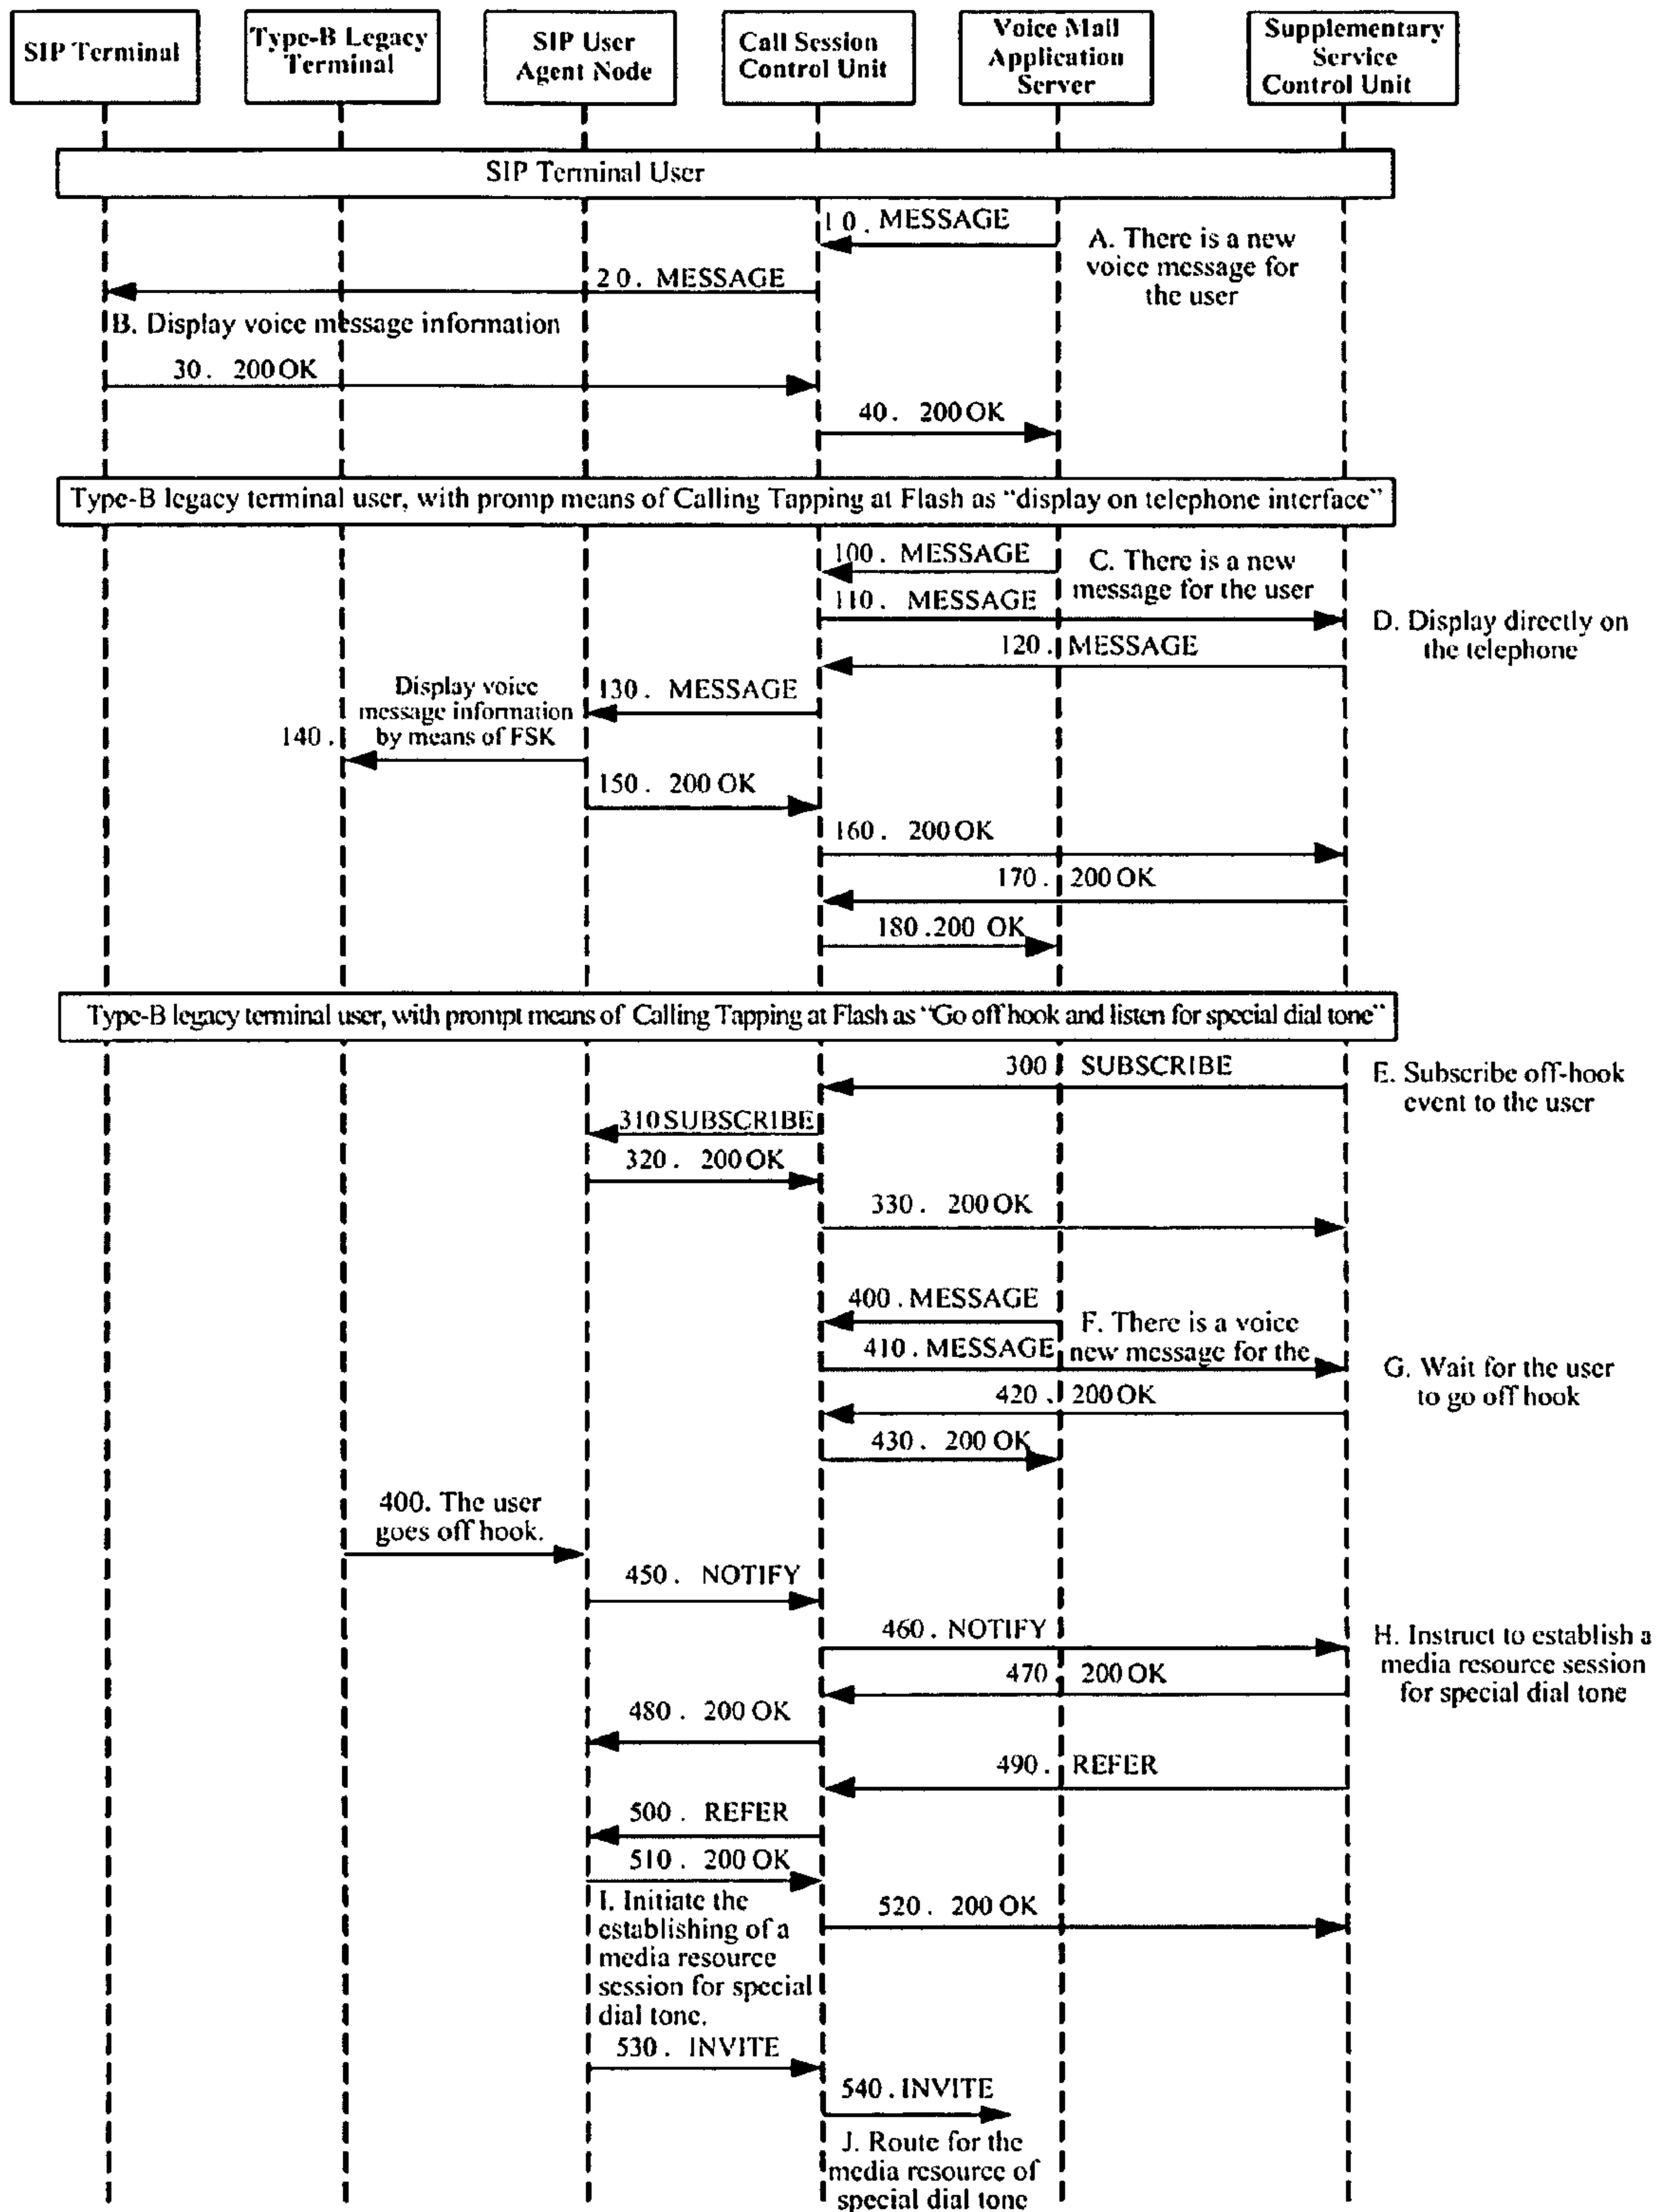 SIP Terminal
Type-B Legacy
Terminal
SIP User
Agent Node
Call Session
Control Unit
Voice Mail
Application
Server
Supplementary
Service
Control Unit
SIP Terminal User
10. MESSAGE
A. There is a new
voice message for
the user
20. MESSAGE
B. Display voice message information
30. 200 OK
40. 200 OK
Type-B legacy terminal user, with promp means of Calling Tapping at Flash as "display on telephone interface"
100. MESSAGE
C. There is a new
message for the user
110. MESSAGE
D. Display directly on
the telephone
120. MESSAGE
130. MESSAGE
Display voice
message information
by means of FSK
140.
150. 200 OK
160. 200 OK
170. 200 OK
180. 200 OK
Type-B legacy terminal user, with prompt means of Calling Tapping at Flash as "Go off hook and listen for special dial tone"
300 SUBSCRIBE
E. Subscribe off-hook
event to the user
310 SUBSCRIBE
320. 200 OK
330. 200 OK
400. MESSAGE
F. There is a voice
new message for the
410. MESSAGE
G. Wait for the user
to go off hook
420. 200 OK
430. 200 OK
400. The user
goes off hook.
450. NOTIFY
460. NOTIFY
H. Instruct to establish a
media resource session
for special dial tone
470. 200 OK
480. 200 OK
490. REFER
500. REFER
510. 200 OK
I. Initiate the
establishing of a
media resource
session for special
dial tone.
520. 200 OK
530. INVITE
540. INVITE
J. Route for the
media resource of
special dial tone